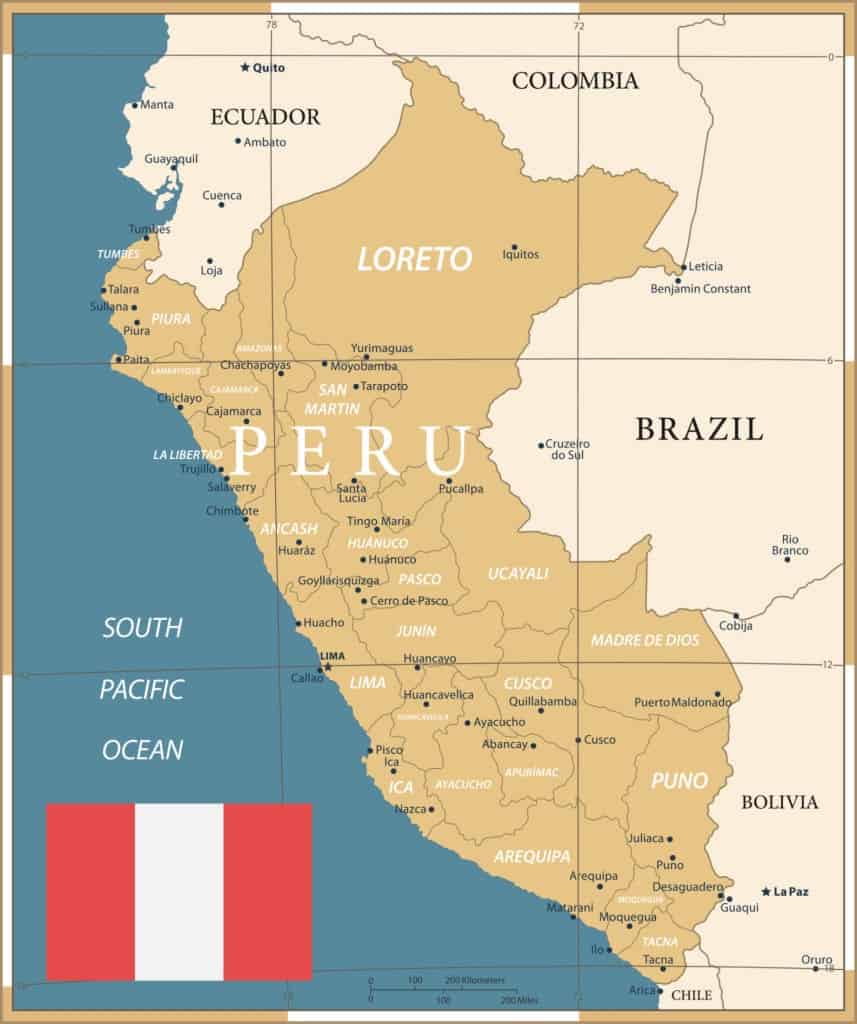 78
72
0
Quito
COLOMBIA
Manta
ECUADOR
Ambato
Guayaquil
Cuenca
Tumbes
TUMBES
LORETO
Iquitos
Loja
Leticia
Benjamin Constant
Talara
Sullana
PIURA
Piura
AMAZONAS
Yurimaguas
Paita
6
LAMBAYEQUE
Chachapoyas
Moyobamba
CAJAMARCA
SAN
MARTIN
Tarapoto
Chiclayo
Cajamarca
BRAZIL
PERU
Cruzeiro
do Sul
LA LIBERTAD
Trujillo
Salaverry
Santa
Lucia
Pucallpa
Chimbote
ANCASH
Tingo María
HUÁNUCO
Rio
Branco
Huaráz
Huánuco
Goyllarisquizga
PASCO
UCAYALI
Cerro de Pasco
SOUTH
Huacho
JUNÍN
MADRE DE DIOS
Cobija
LIMA
Huancayo
12
Callao
LIMA
CUSCO
PACIFIC
Huancavelica
Quillabamba
Puerto Maldonado
HUANCAVELICA
Ayacucho
OCEAN
Abancay
Cusco
Pisco
Ica
APURÍMAC
ICA
AYACUCHO
PUNO
BOLIVIA
Nazca
Juliaca
AREQUIPA
Puno
Arequipa
Desaguadero
La Paz
MOQUEGUA
Guaqui
Matarani
Moquegua
TACNA
Ilo
Tacna
Oruro
18
0 100 200 Kilometers
0 100 200 Miles
Arica
CHILE